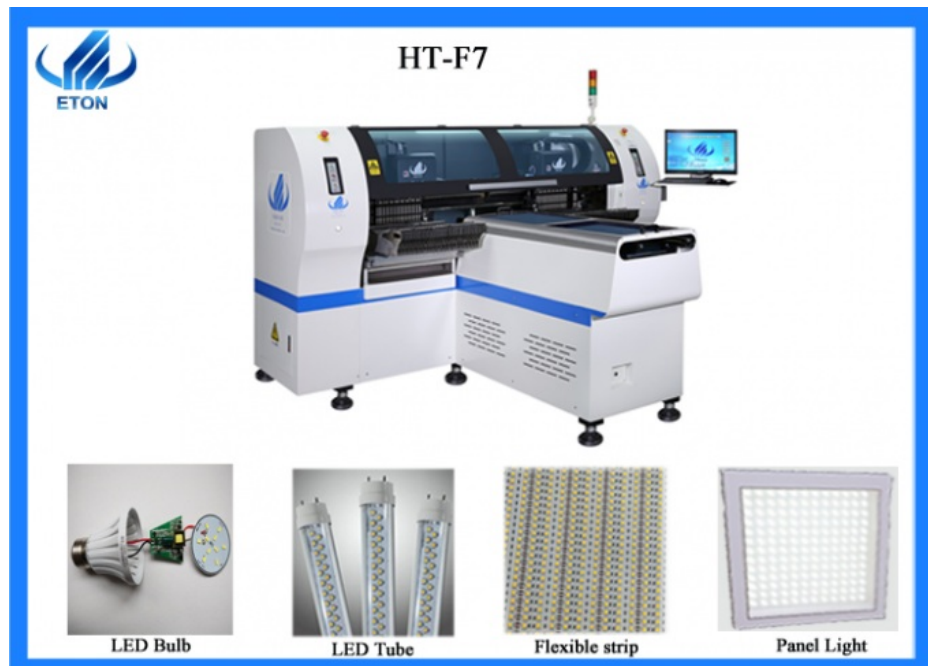 HT-F7
ETON
LED Bulb
LED Tube
Flexible strip
Panel Light